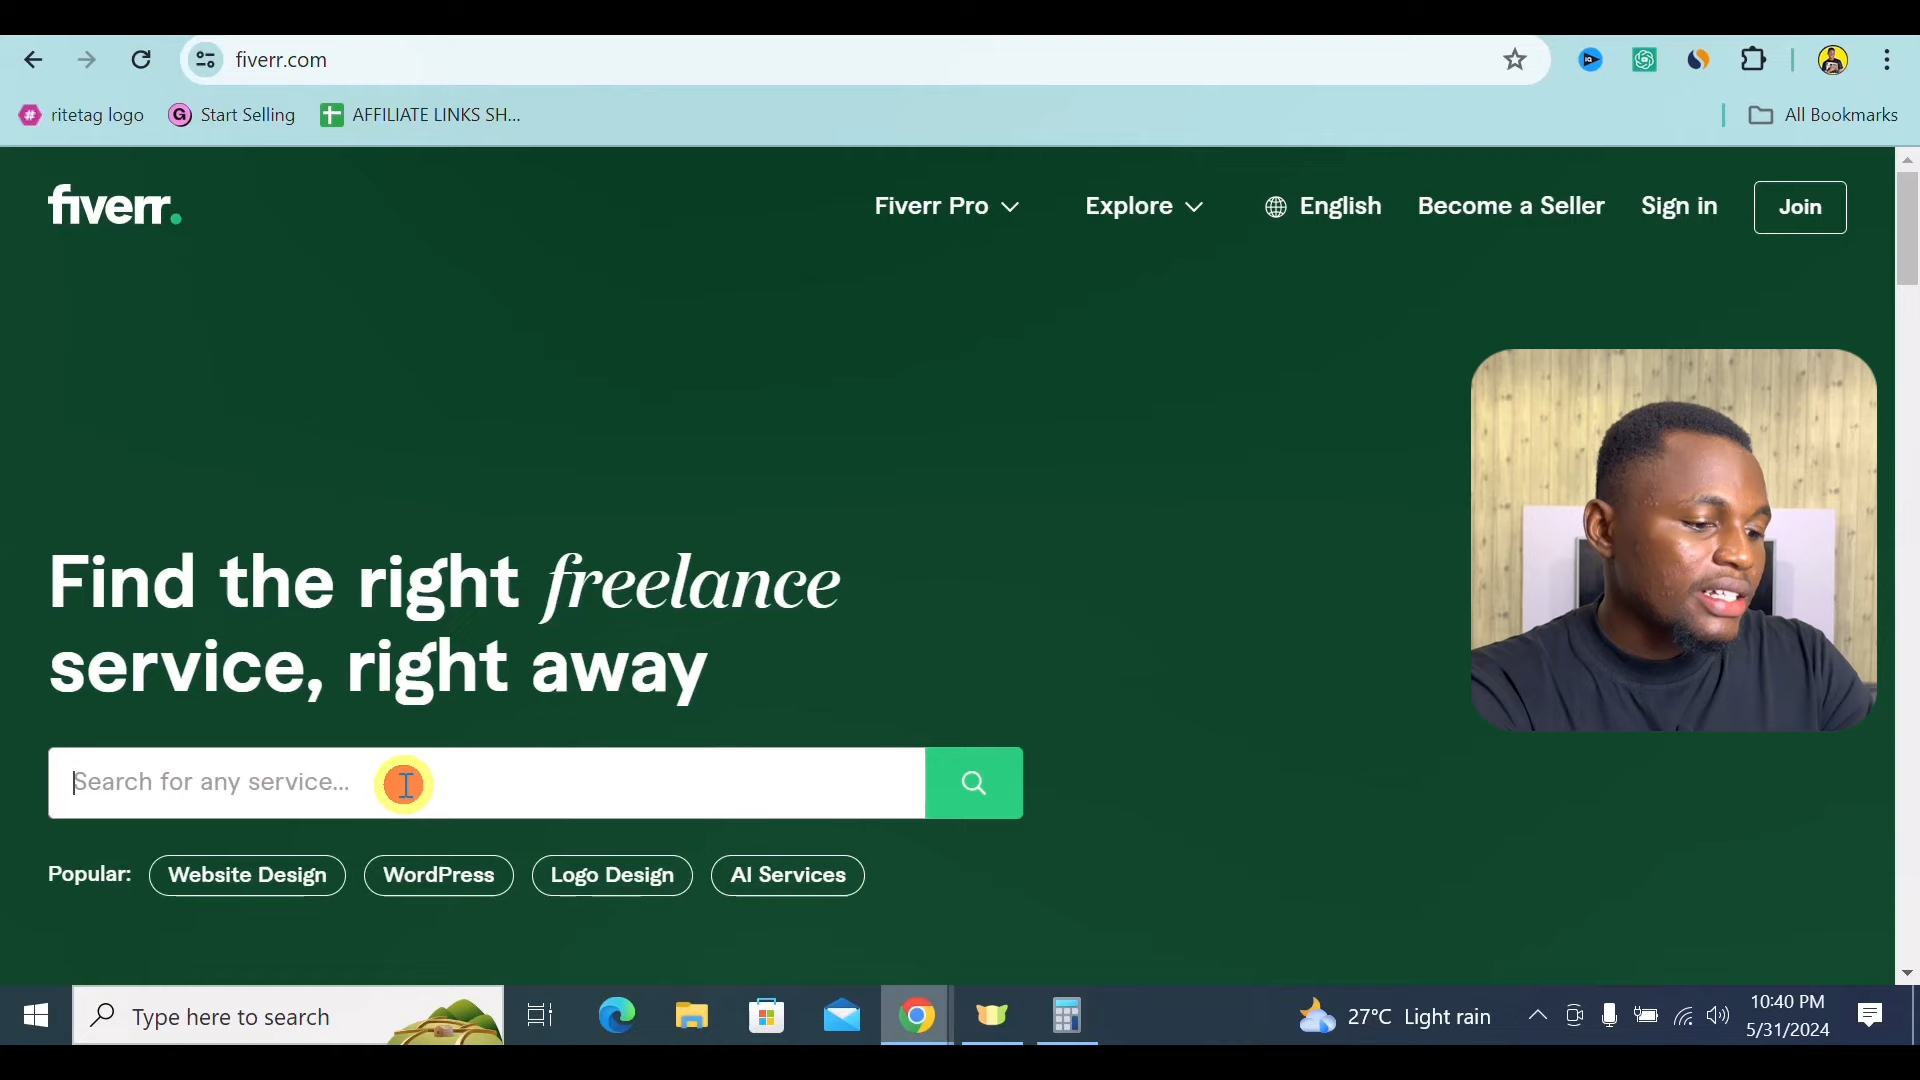 fiverr.com
ritetag logo
Start Selling
AFFILIATE LINKS SH...
All Bookmarks
fiverr.
Fiverr Pro
Explore
English
Become a Seller
Sign in
Join
Find the right freelance
service, right away
Search for any service...
Popular:
Website Design
WordPress
Logo Design
AI Services
Type here to search
27°C Light rain
10:40 PM
5/31/2024